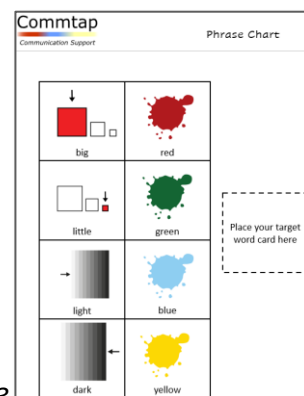 Commtap
Communication Support
Phrase Chart
big
red
little
green
Place your target
word card here
light
blue
dark
yellow